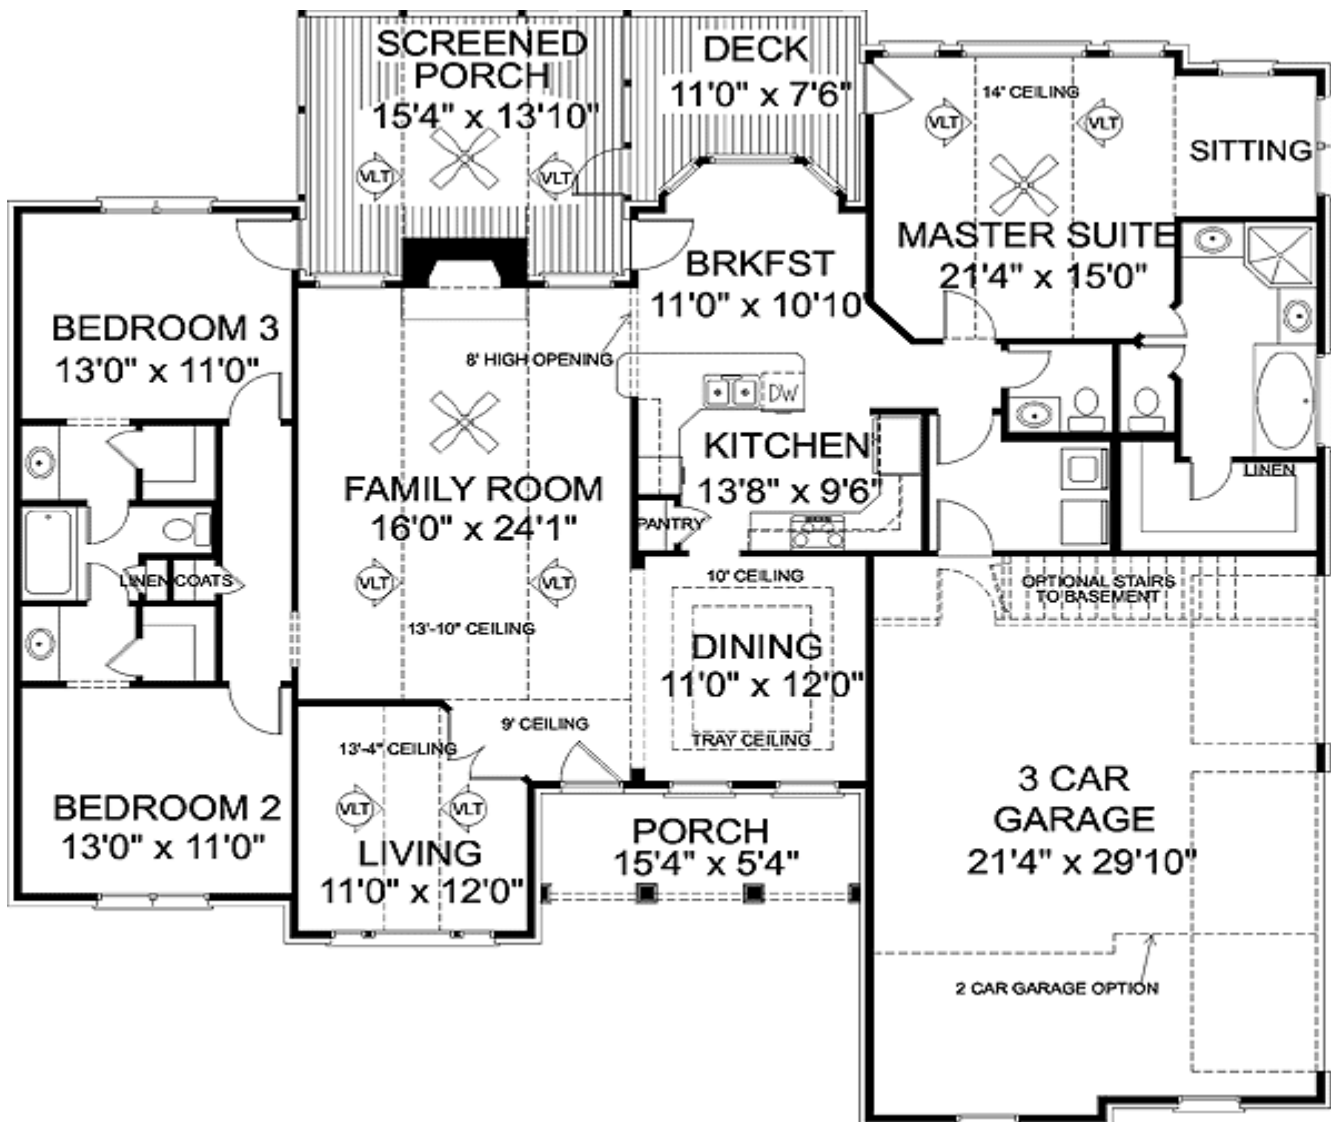 SCREENED
PORCH
15'4" x 13'10"
VLT
VLT
DECK
11'0" x 7'6"
14' CEILING
VLT
VLT
SITTING
MASTER SUITE
21'4" x 15'0"
BRKFST
11'0" x 10'10
BEDROOM 3
13'0" x 11'0"
8' HIGH OPENING
DW
KITCHEN
13'8" x 9'6"
PANTRY
LINEN
FAMILY ROOM
16'0" x 24'1"
VLT
VLT
13'-10" CEILING
LINEN
COATS
10' CEILING
DINING
11'0" x 12'0"
TRAY CEILING
OPTIONAL STAIRS
TO BASEMENT
9' CEILING
13'-4" CEILING
VLT
VLT
LIVING
11'0" x 12'0"
BEDROOM 2
13'0" x 11'0"
PORCH
15'4" x 5'4"
3 CAR
GARAGE
21'4" x 29'10"
2 CAR GARAGE OPTION